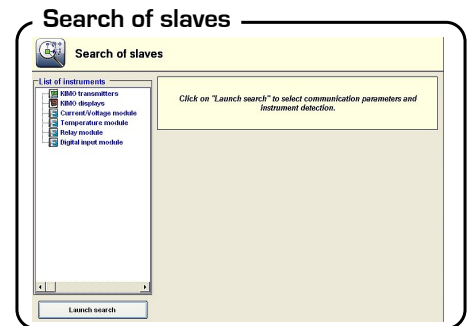 Search of slaves
Search of slaves
List of instruments
KIMO transmitters
KIMO displays
Current/Voltage module
Temperature module
Relay module
Digital input module
Click on "Launch search" to select communication parameters and
instrument detection.
Launch search